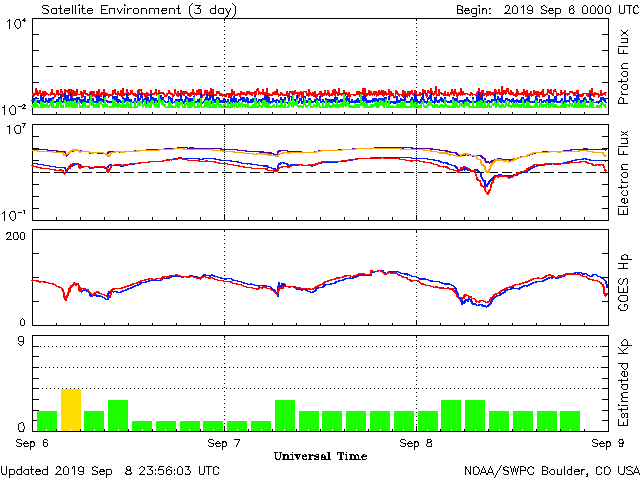 Satellite Environment (3 day) Begin: 2019 Sep 6 0000 UTC
10^4
10^-2
Proton Flux
10^7
10^-1
Electron Flux
200
0
GOES Hp
9
0
Estimated Kp
Sep 6 Sep 7 Sep 8 Sep 9
Universal Time
Updated 2019 Sep 8 23:56:03 UTC NOAA/SWPC Boulder, CO USA